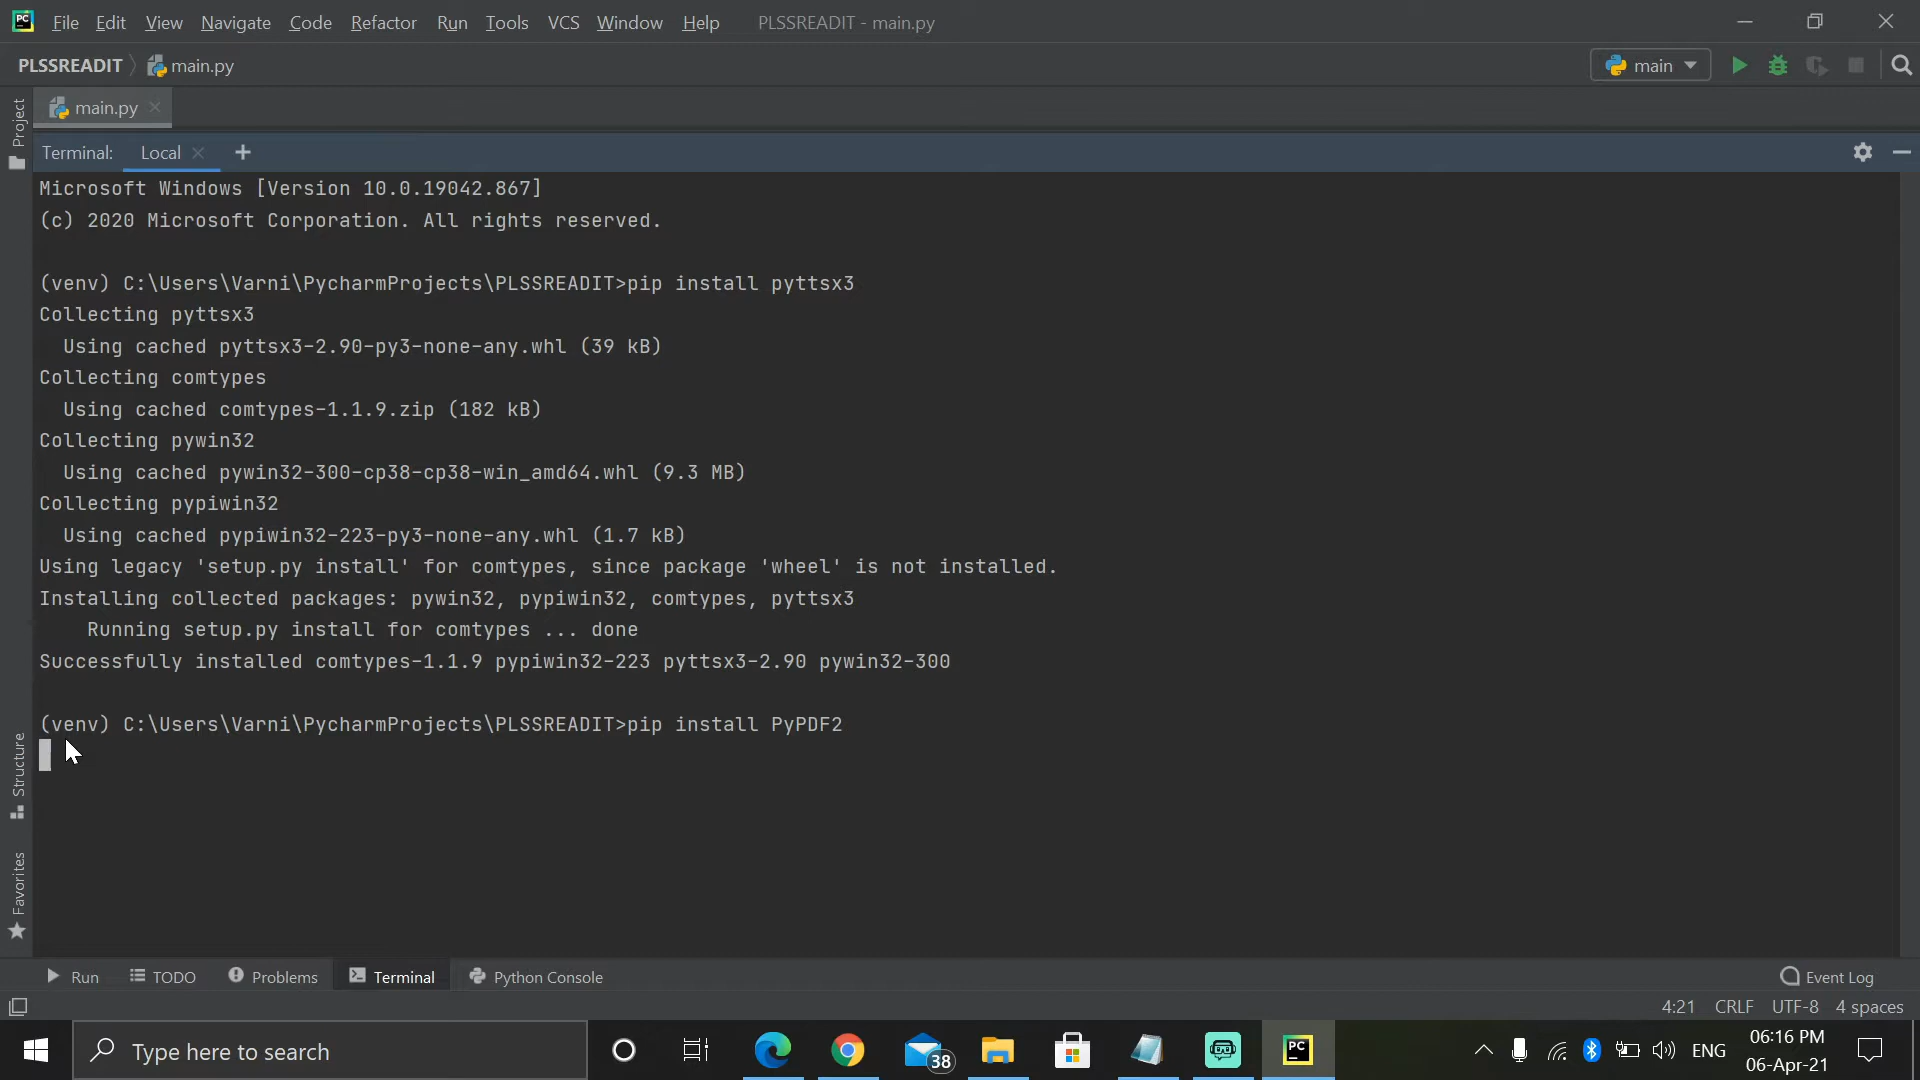 PC File Edit View Navigate Code Refactor Run Tools VCS Window Help PLSSREADIT - main.py
PLSSREADIT main.py main
Project
main.py
Terminal: Local
Microsoft Windows [Version 10.0.19042.867]
(c) 2020 Microsoft Corporation. All rights reserved.
(venv) C:\Users\Varni\PycharmProjects\PLSSREADIT>pip install pyttsx3
Collecting pyttsx3
Using cached pyttsx3-2.90-py3-none-any.whl (39 kB)
Collecting comtypes
Using cached comtypes-1.1.9.zip (182 kB)
Collecting pywin32
Using cached pywin32-300-cp38-cp38-win_amd64.whl (9.3 MB)
Collecting pypiwin32
Using cached pypiwin32-223-py3-none-any.whl (1.7 kB)
Using legacy 'setup.py install' for comtypes, since package 'wheel' is not installed.
Installing collected packages: pywin32, pypiwin32, comtypes, pyttsx3
Running setup.py install for comtypes ... done
Successfully installed comtypes-1.1.9 pypiwin32-223 pyttsx3-2.90 pywin32-300
(venv) C:\Users\Varni\PycharmProjects\PLSSREADIT>pip install PyPDF2
Structure
Favorites
Run TODO Problems Terminal Python Console Event Log
4:21 CRLF UTF-8 4 spaces
Type here to search 38 PC ENG 06:16 PM
06-Apr-21